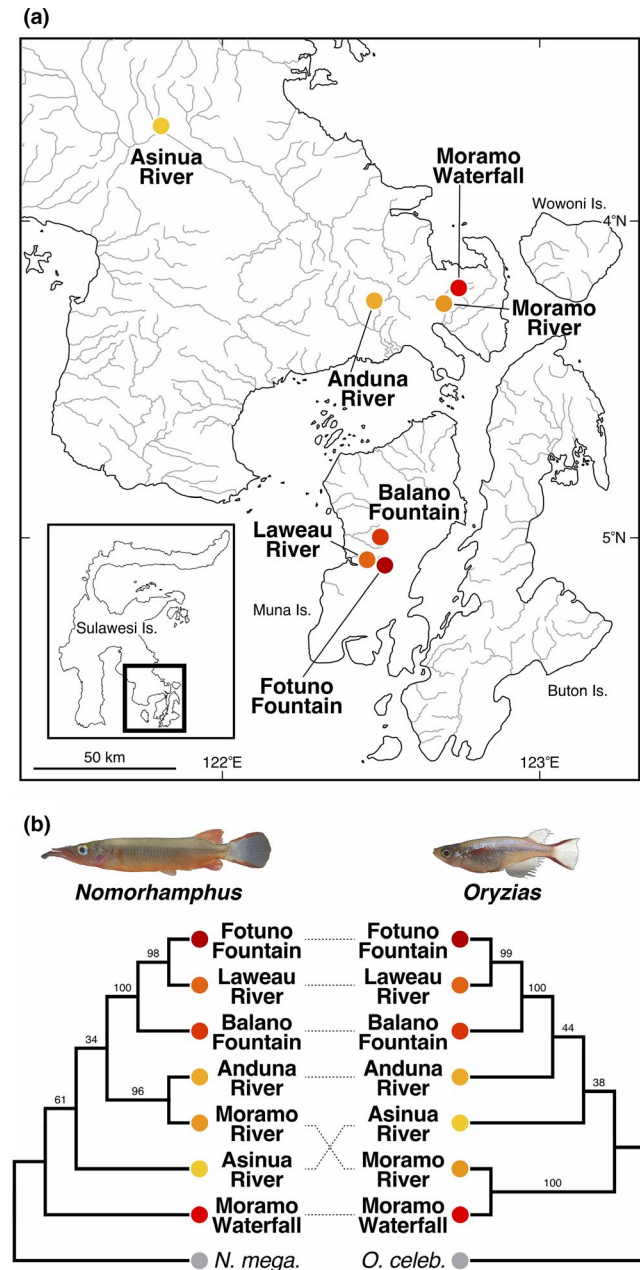 (a)
Asinua
River
Moramo
Waterfall
Wowoni Is.
4°N
Moramo
River
Anduna
River
Balano
Fountain
Laweau
River
5°N
Muna Is.
Sulawesi Is.
Fotuno
Fountain
Buton Is.
50 km
122°E
123°E
(b)
Nomorhamphus
Oryzias
Fotuno
Fountain
Laweau
River
Balano
Fountain
Anduna
River
Moramo
River
Asinua
River
Moramo
Waterfall
N. mega.
98
100
34
96
61
Fotuno
Fountain
Laweau
River
Balano
Fountain
Anduna
River
Asinua
River
Moramo
River
Moramo
Waterfall
O. celeb.
99
100
44
38
100